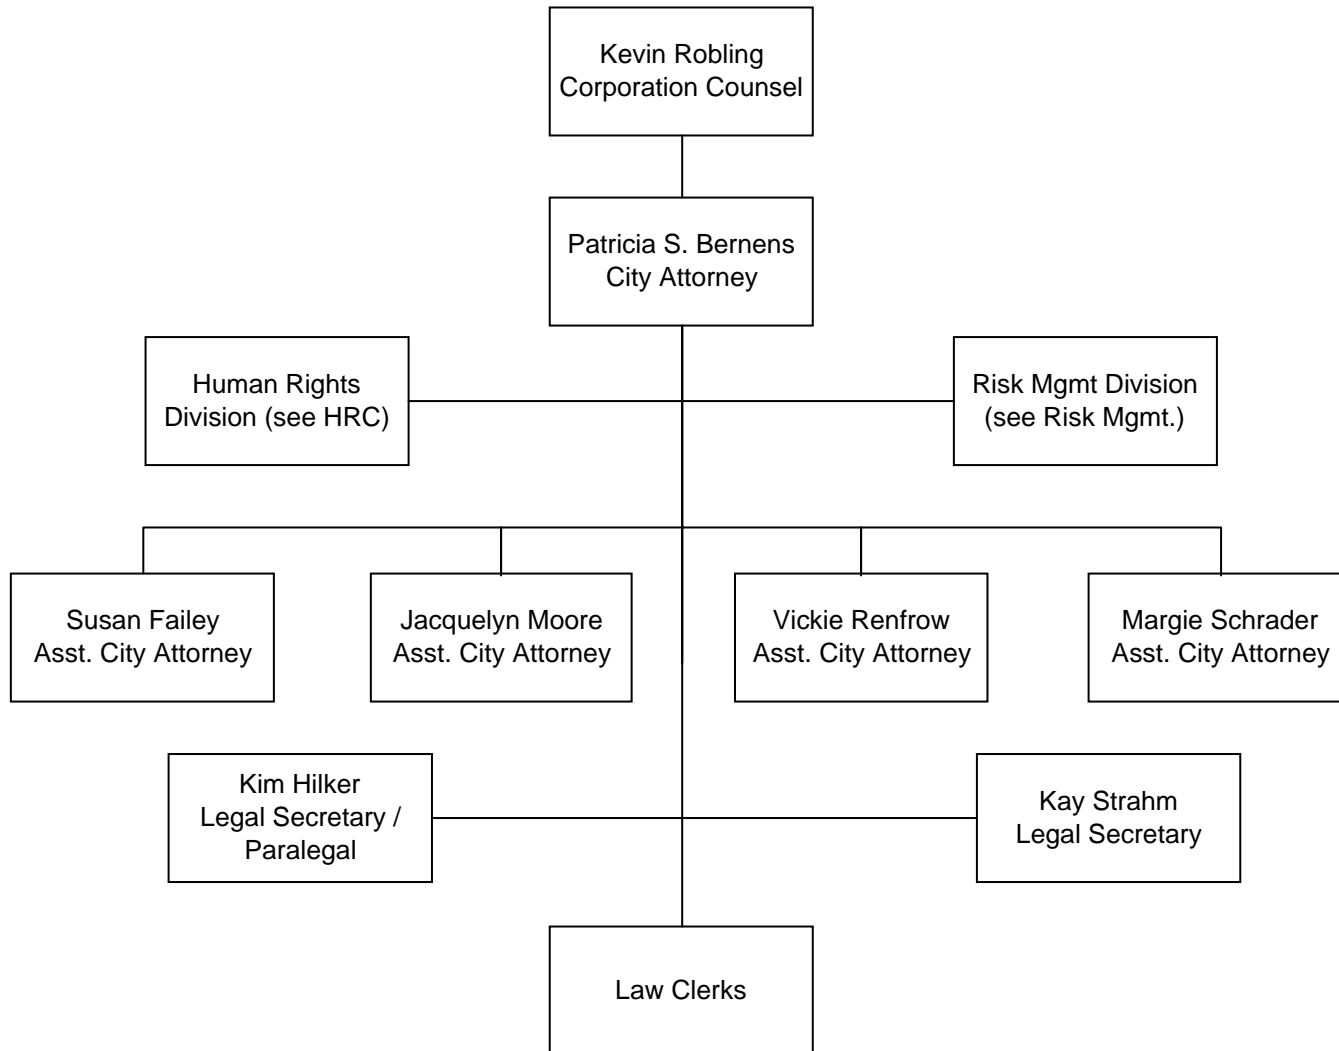 Kevin Robling
Corporation Counsel
Patricia S. Bernens
City Attorney
Human Rights
Division (see HRC)
Risk Mgmt Division
(see Risk Mgmt.)
Susan Failey
Asst. City Attorney
Jacquelyn Moore
Asst. City Attorney
Vickie Renfrow
Asst. City Attorney
Margie Schrader
Asst. City Attorney
Kim Hilker
Legal Secretary /
Paralegal
Kay Strahm
Legal Secretary
Law Clerks